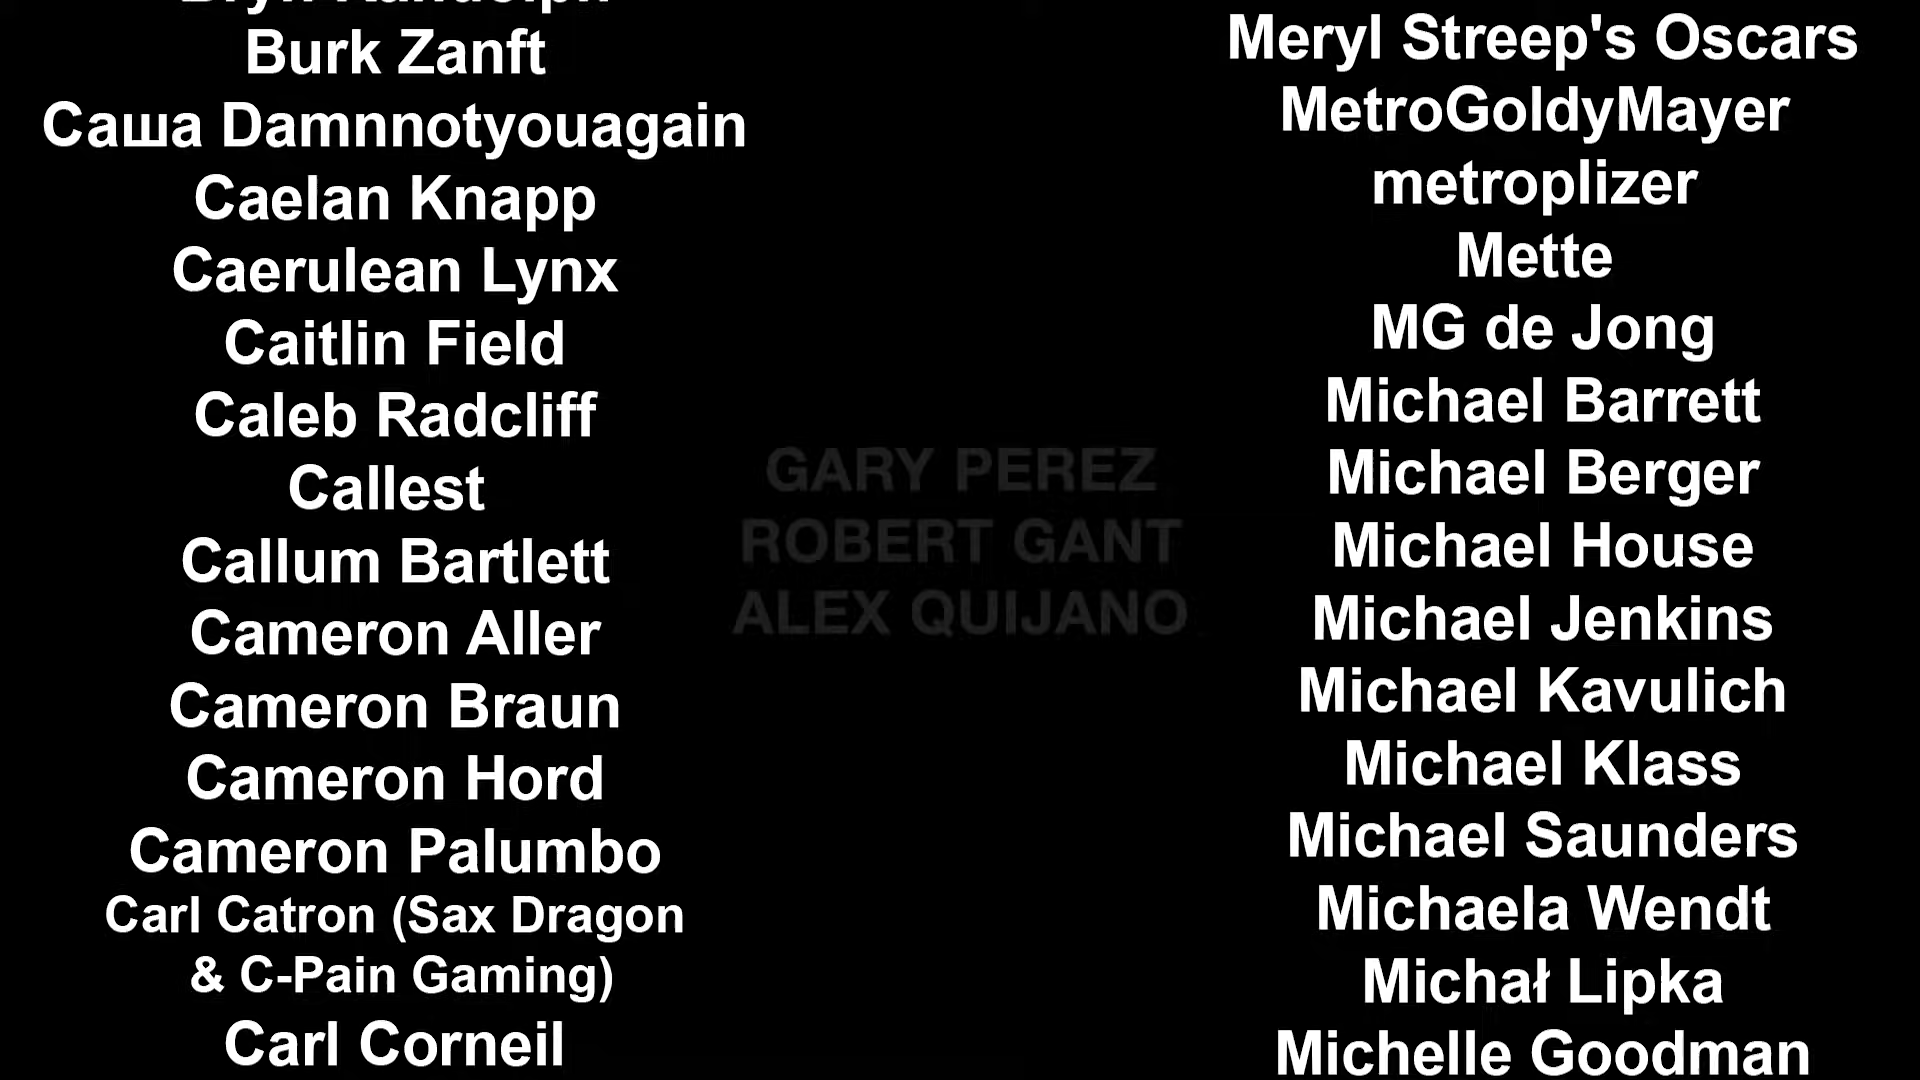 Bryn Randolph
Burk Zanft
Саша Damnnotyouagain
Caelan Knapp
Caerulean Lynx
Caitlin Field
Caleb Radcliff
Callest
Callum Bartlett
Cameron Aller
Cameron Braun
Cameron Hord
Cameron Palumbo
Carl Catron (Sax Dragon
& C-Pain Gaming)
Carl Corneil
GARY PEREZ
ROBERT GANT
ALEX QUIJANO
Meryl Streep's Oscars
MetroGoldyMayer
metroplizer
Mette
MG de Jong
Michael Barrett
Michael Berger
Michael House
Michael Jenkins
Michael Kavulich
Michael Klass
Michael Saunders
Michaela Wendt
Michał Lipka
Michelle Goodman